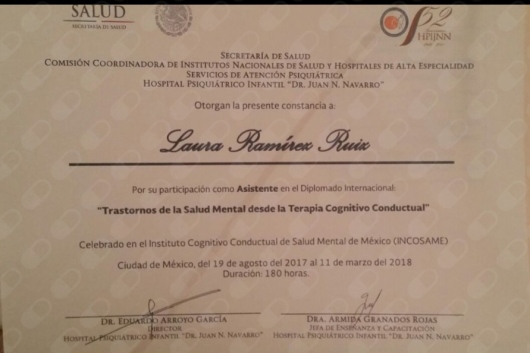 SALUD
SECRETARÍA DE SALUD
52
HPIJNN
SECRETARÍA DE SALUD
COMISIÓN COORDINADORA DE INSTITUTOS NACIONALES DE SALUD Y HOSPITALES DE ALTA ESPECIALIDAD
SERVICIOS DE ATENCIÓN PSIQUIÁTRICA
HOSPITAL PSIQUIÁTRICO INFANTIL "DR. JUAN N. NAVARRO"
Otorgan la presente constancia a:
Laura Ramírez Ruiz
Por su participación como Asistente en el Diplomado Internacional:
"Trastornos de la Salud Mental desde la Terapia Cognitivo Conductual"
Celebrado en el Instituto Cognitivo Conductual de Salud Mental de México (INCOSAME)
Ciudad de México, del 19 de agosto del 2017 al 11 de marzo del 2018
Duración: 180 horas.
DR. EDUARDO ARROYO GARCÍA
DIRECTOR
HOSPITAL PSIQUIÁTRICO INFANTIL "DR. JUAN N. NAVARRO"
DRA. ARMIDA GRANADOS ROJAS
JEFA DE ENSEÑANZA Y CAPACITACIÓN
HOSPITAL PSIQUIÁTRICO INFANTIL "DR. JUAN N. NAVARRO"